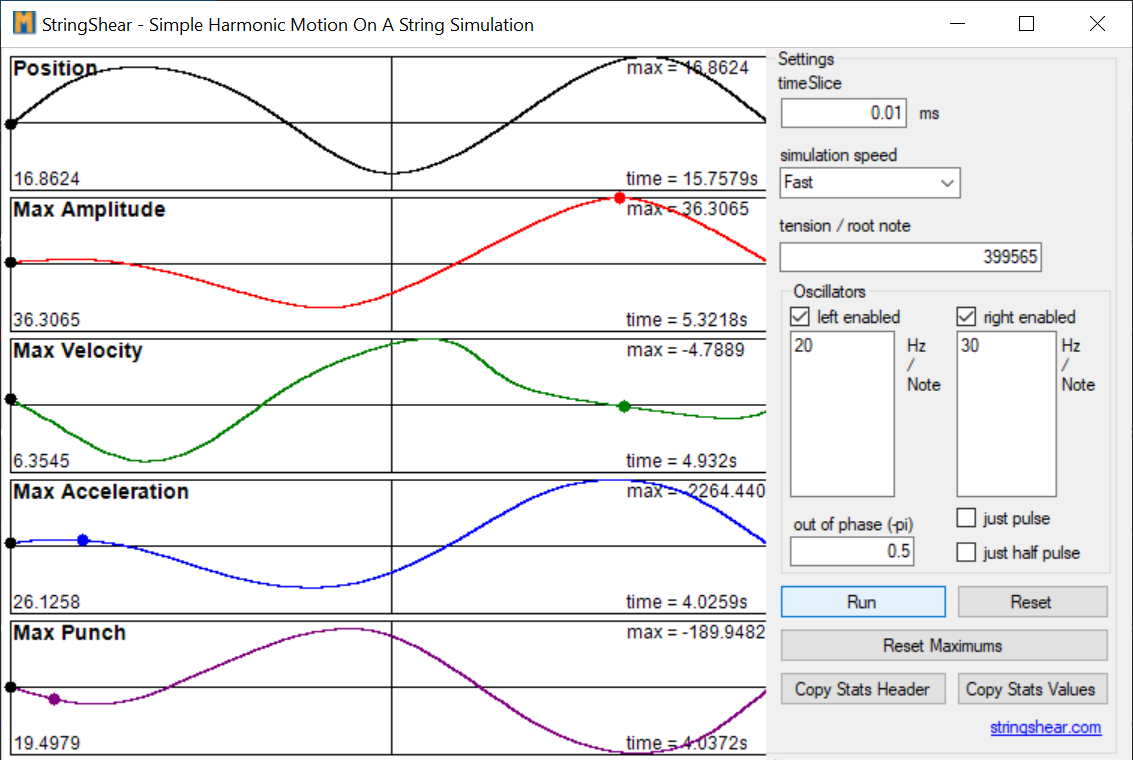 StringShear - Simple Harmonic Motion On A String Simulation
Position
max = 16.8624
16.8624
time = 15.7579s
Max Amplitude
max = 36.3065
36.3065
time = 5.3218s
Max Velocity
max = -4.7889
6.3545
time = 4.932s
Max Acceleration
max = -2264.440
26.1258
time = 4.0259s
Max Punch
max = -189.9482
19.4979
time = 4.0372s
Settings
timeSlice
0.01 ms
simulation speed
Fast
tension / root note
399565
Oscillators
left enabled
right enabled
20
Hz
/
Note
30
Hz
/
Note
out of phase (-pi)
0.5
just pulse
just half pulse
Run
Reset
Reset Maximums
Copy Stats Header
Copy Stats Values
stringshear.com